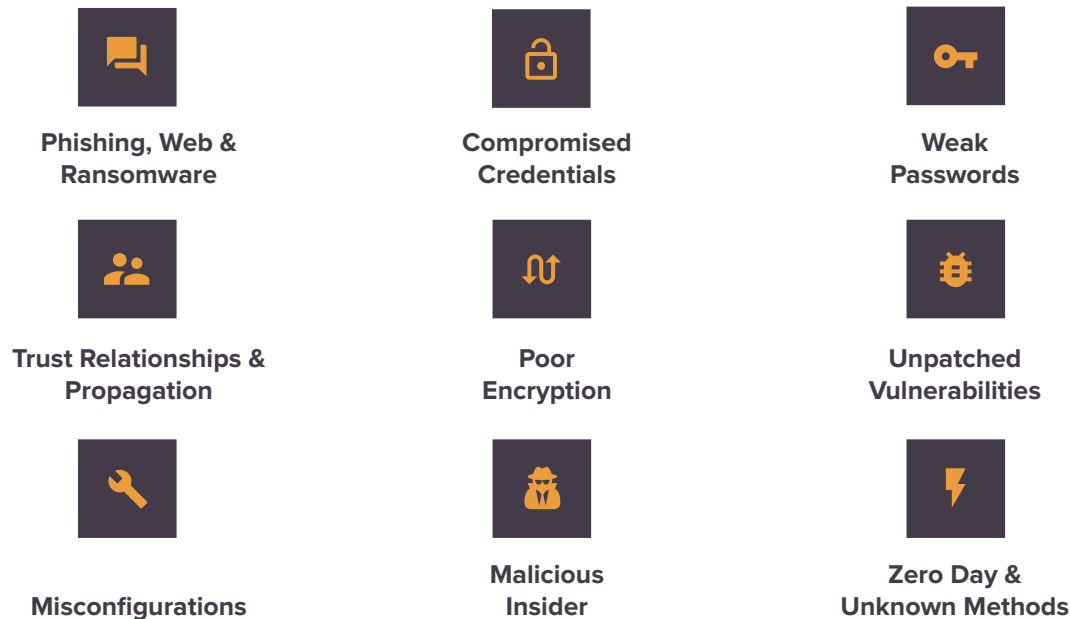 Phishing, Web &
Ransomware
Compromised
Credentials
Weak
Passwords
Trust Relationships &
Propagation
Poor
Encryption
Unpatched
Vulnerabilities
Misconfigurations
Malicious
Insider
Zero Day &
Unknown Methods